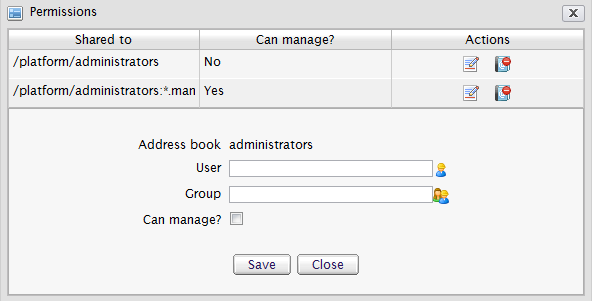 Permissions
Shared to Can manage? Actions
/platform/administrators No
/platform/administrators:*.man Yes
Address book administrators
User
Group
Can manage?
Save Close